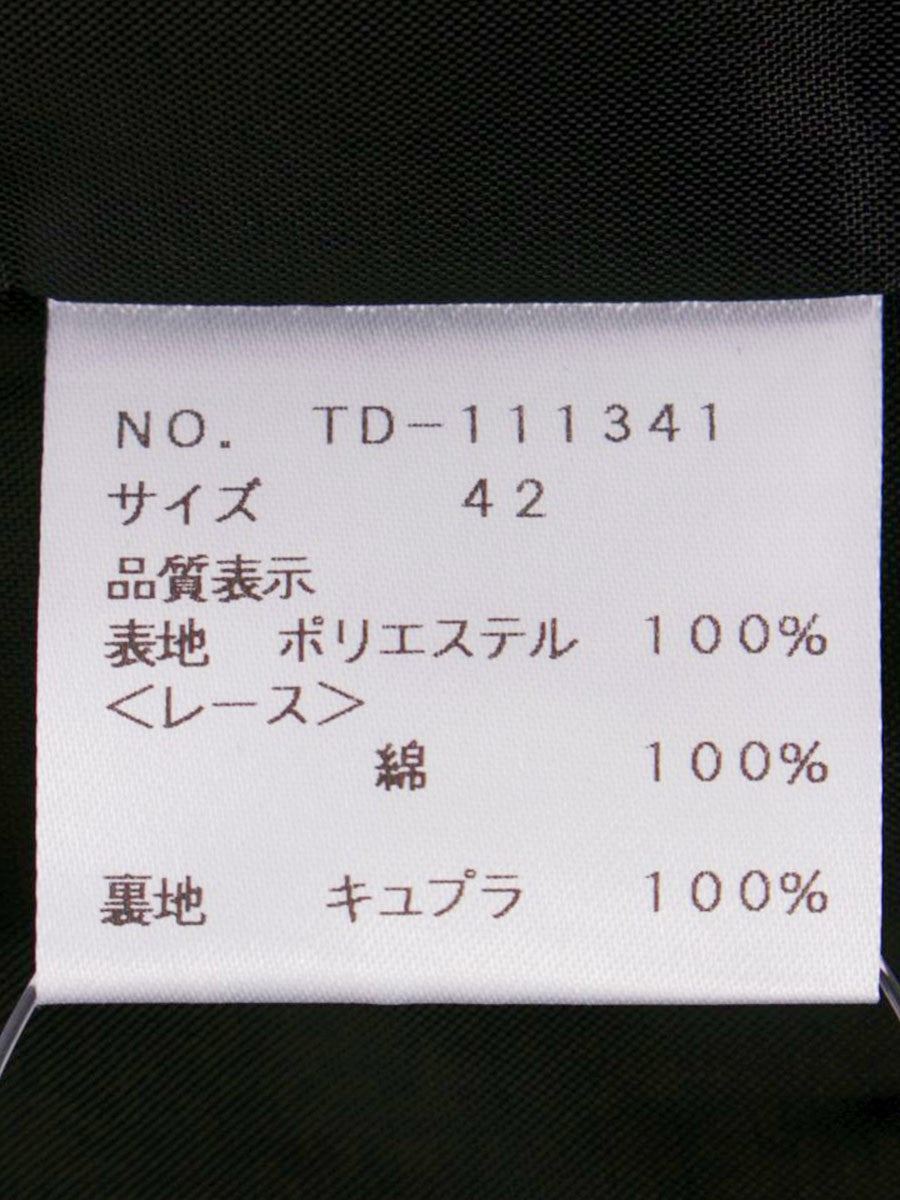 NO. TD-111341
サイズ 42
品質表示
表地 ポリエステル 100%
<レース>
綿 100%
裏地 キュプラ 100%